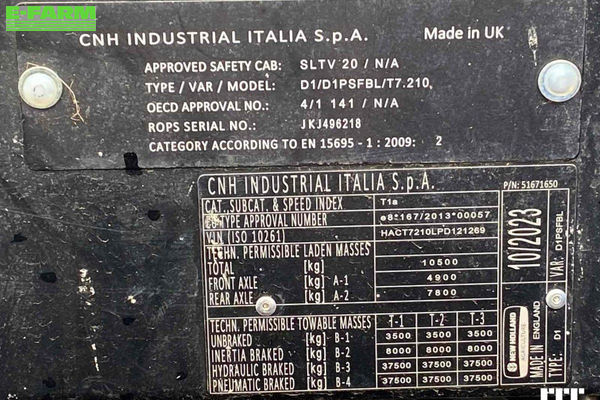 E-FARM
CNH INDUSTRIAL ITALIA S.p.A. Made in UK
APPROVED SAFETY CAB: SLTV 20 / N/A
TYPE / VAR / MODEL: D1/D1PSFBL/T7.210,
OECD APPROVAL NO.: 4/1 141 / N/A
ROPS SERIAL NO.: JKJ496218
CATEGORY ACCORDING TO EN 15695 - 1 : 2009: 2
CNH INDUSTRIAL ITALIA S.p.A. P/N: 51671650
CAT., SUBCAT. & SPEED INDEX T1a
TYPE APPROVAL NUMBER e8*167/2013*00057
VIN (ISO 10261) HACT7210LPD121269
TECHN. PERMISSIBLE LADEN MASSES
TOTAL [kg] 10500
FRONT AXLE [kg] A-1 4900
REAR AXLE [kg] A-2 7800
TECHN. PERMISSIBLE TOWABLE MASSES T-1 T-2 T-3
UNBRAKED [kg] B-1 3500 3500 3500
INERTIA BRAKED [kg] B-2 8000 8000 8000
HYDRAULIC BRAKED [kg] B-3 37500 37500 37500
PNEUMATIC BRAKED [kg] B-4 37500 37500 37500
10/2023
VAR: D1PSFBL
NEW HOLLAND
AGRICULTURE
MADE IN ENGLAND
TYPE: D1